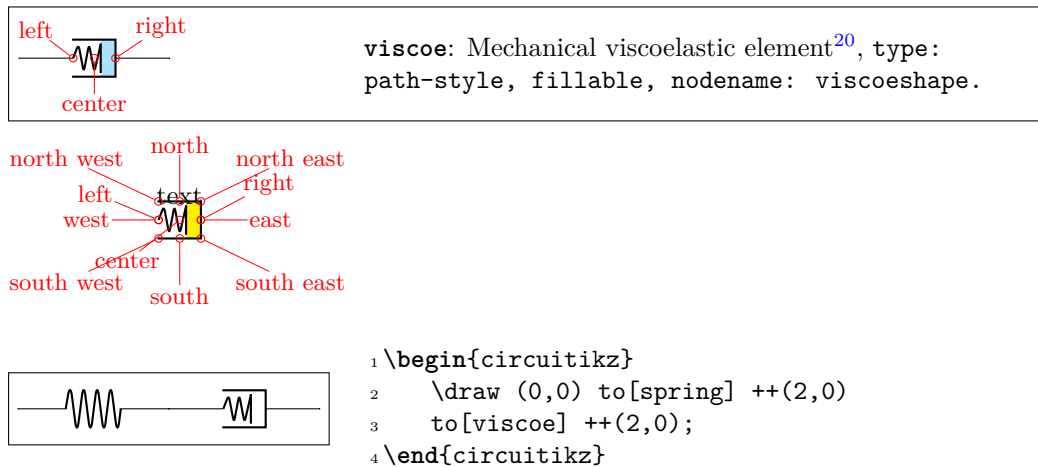 left
right
center
viscoe: Mechanical viscoelastic element20, type:
path-style, fillable, nodename: viscoeshape.
north
north west
north east
text
right
left
west
east
center
south west
south east
south
1 \begin{circuitikz}
2 \draw (0,0) to[spring] ++(2,0)
3 to[viscoe] ++(2,0);
4 \end{circuitikz}